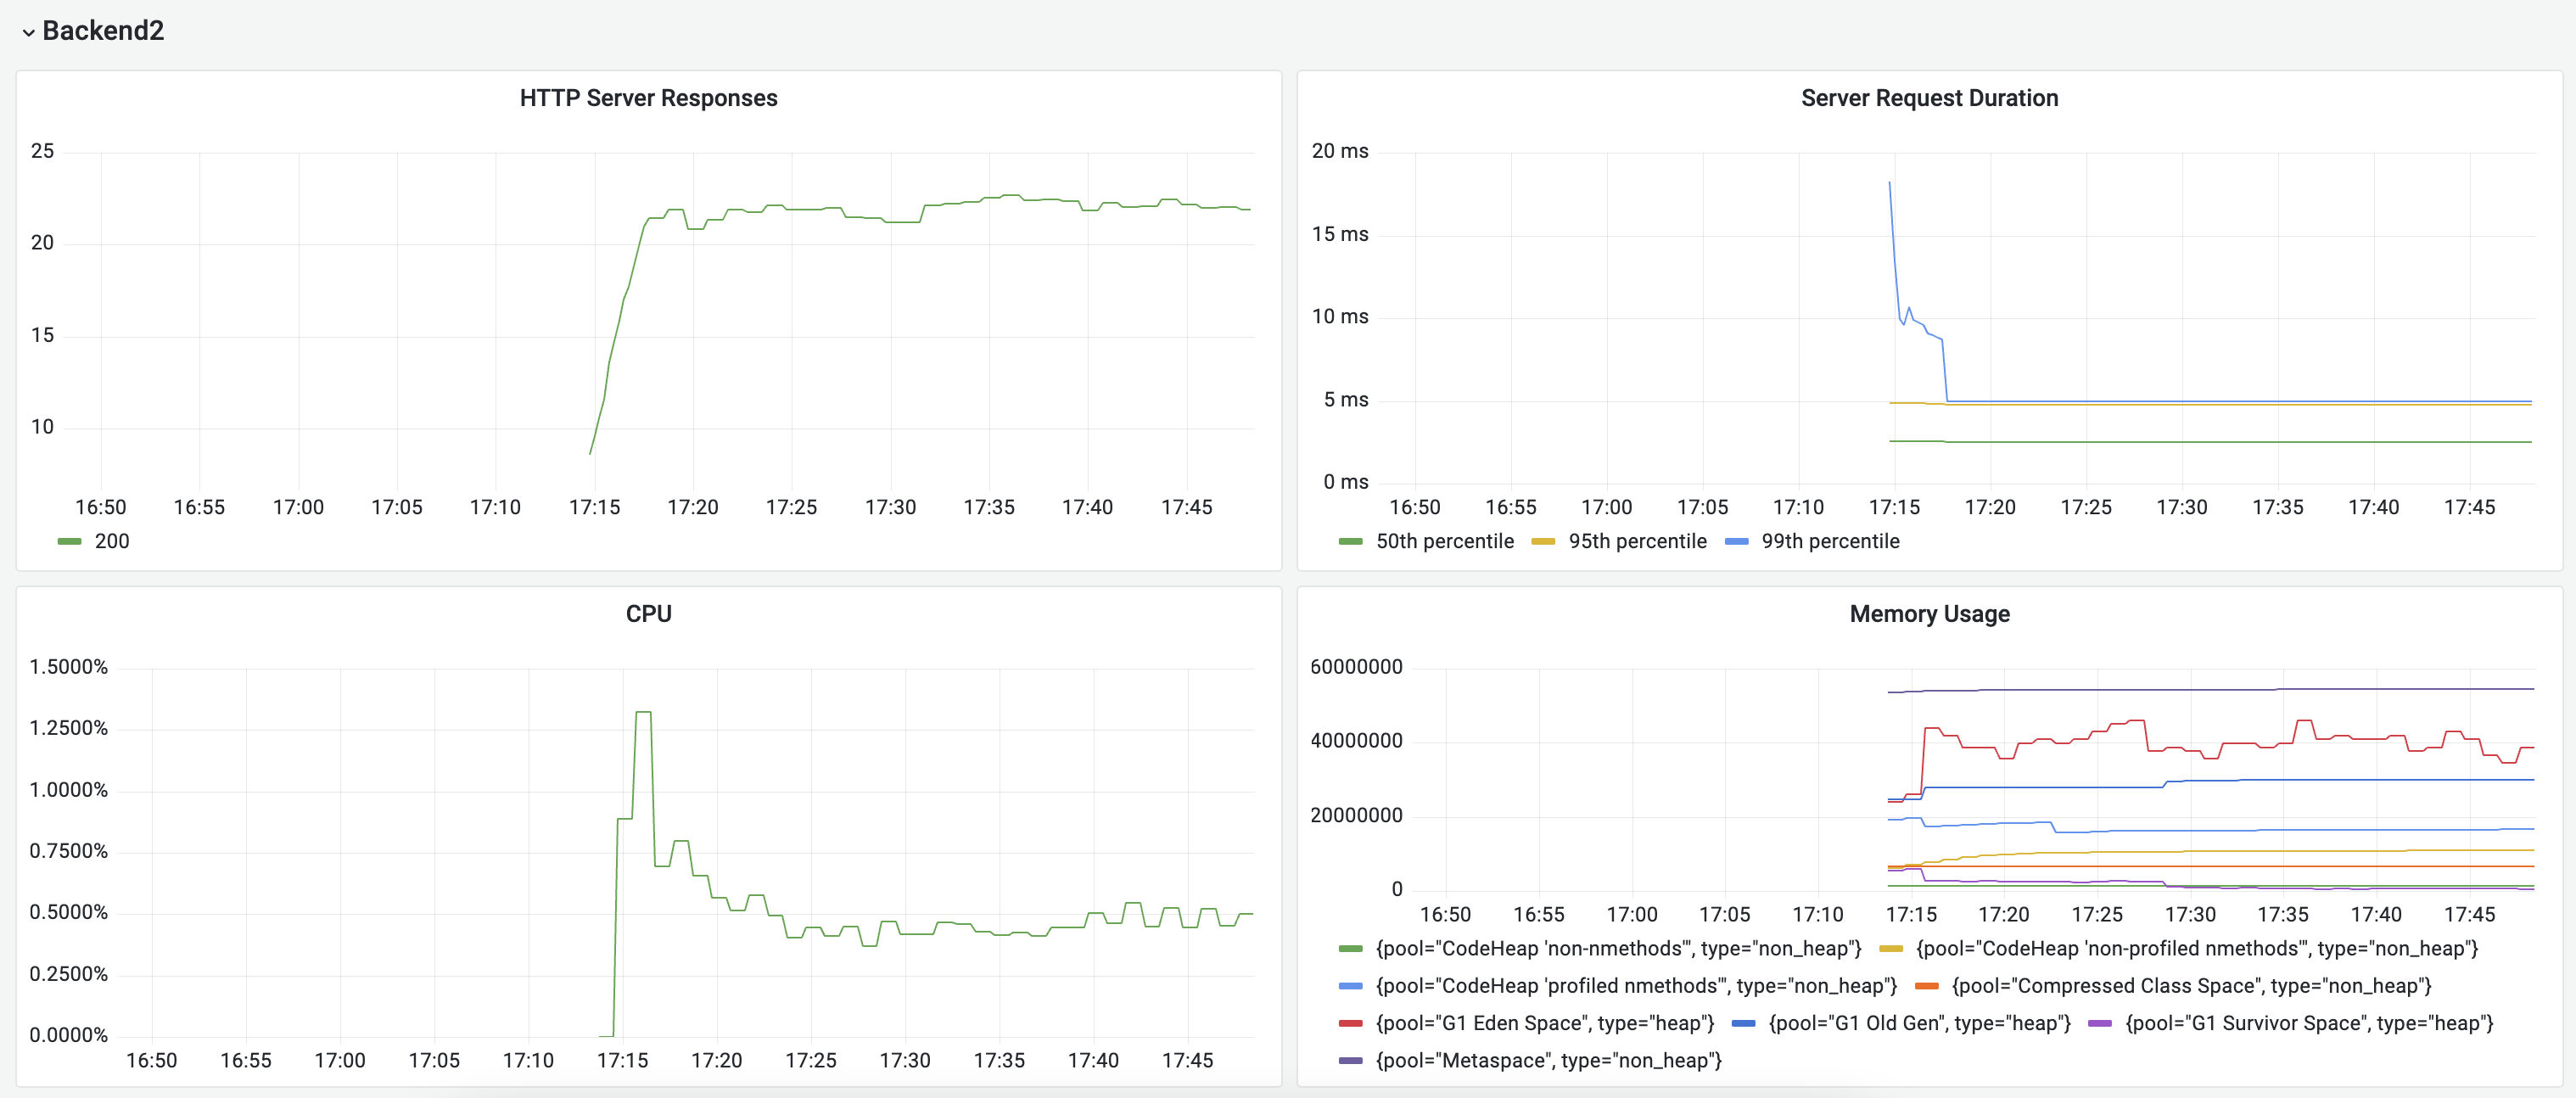 Backend2
HTTP Server Responses
25
20
15
10
16:50 16:55 17:00 17:05 17:10 17:15 17:20 17:25 17:30 17:35 17:40 17:45
200
Server Request Duration
20 ms
15 ms
10 ms
5 ms
0 ms
16:50 16:55 17:00 17:05 17:10 17:15 17:20 17:25 17:30 17:35 17:40 17:45
50th percentile 95th percentile 99th percentile
CPU
1.5000%
1.2500%
1.0000%
0.7500%
0.5000%
0.2500%
0.0000%
16:50 16:55 17:00 17:05 17:10 17:15 17:20 17:25 17:30 17:35 17:40 17:45
Memory Usage
60000000
40000000
20000000
0
16:50 16:55 17:00 17:05 17:10 17:15 17:20 17:25 17:30 17:35 17:40 17:45
{pool="CodeHeap 'non-nmethods'", type="non_heap"} {pool="CodeHeap 'non-profiled nmethods'", type="non_heap"}
{pool="CodeHeap 'profiled nmethods'", type="non_heap"} {pool="Compressed Class Space", type="non_heap"}
{pool="G1 Eden Space", type="heap"} {pool="G1 Old Gen", type="heap"} {pool="G1 Survivor Space", type="heap"}
{pool="Metaspace", type="non_heap"}